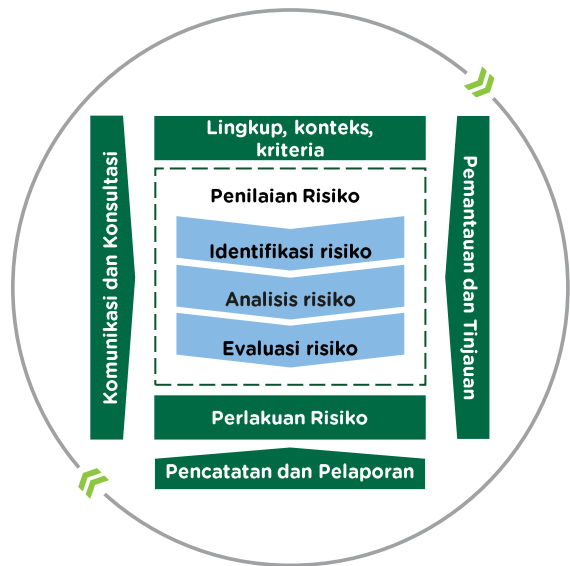 Lingkup, konteks,
kriteria
Komunikasi dan Konsultasi
Penilaian Risiko
Identifikasi risiko
Analisis risiko
Evaluasi risiko
Pemantauan dan Tinjauan
Perlakuan Risiko
Pencatatan dan Pelaporan